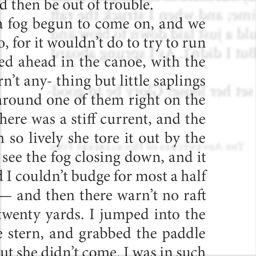 d then be out of trouble.
fog begun to come on, and we
o, for it wouldn't do to try to run
ed ahead in the canoe, with the
rn't any- thing but little saplings
around one of them right on the
here was a stiff current, and the
n so lively she tore it out by the
see the fog closing down, and it
d I couldn't budge for most a half
— and then there warn't no raft
twenty yards. I jumped into the
e stern, and grabbed the paddle
ut she didn't come. I was in such